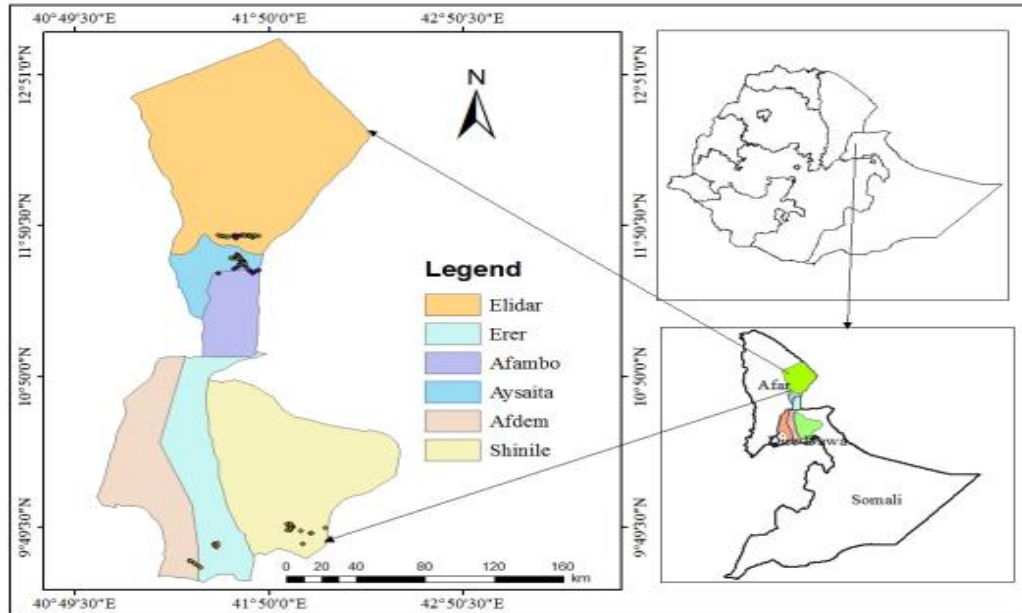 40°49'30"E 41°50'0"E 42°50'30"E
12°51'0"N
11°50'30"N
10°50'0"N
9°49'30"N
N
Legend
Elidar
Erer
Afambo
Aysaita
Afdem
Shinile
0 10 20 40 80 120 160
km
12°51'0"N
11°50'30"N
10°50'0"N
9°49'30"N
40°49'30"E 41°50'0"E 42°50'30"E
Afar
Dire Dawa
Somali